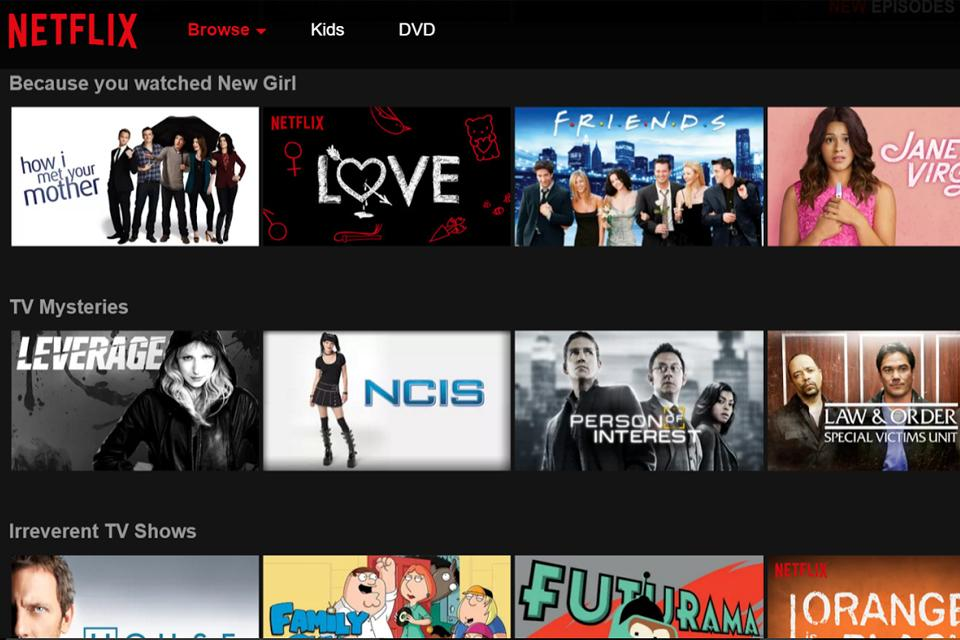 NEW EPISODES
NETFLIX
Browse
Kids
DVD
Because you watched New Girl
how i
met your
mother
NETFLIX
LOVE
F·R·I·E·N·D·S
JANE
VIRG
TV Mysteries
LEVERAGE
NCIS
PERSON OF
INTEREST
LAW & ORDER
SPECIAL VICTIMS UNIT
Irreverent TV Shows
HOUSE
FAMILY
FUTURAMA
NETFLIX
ORANGE
is